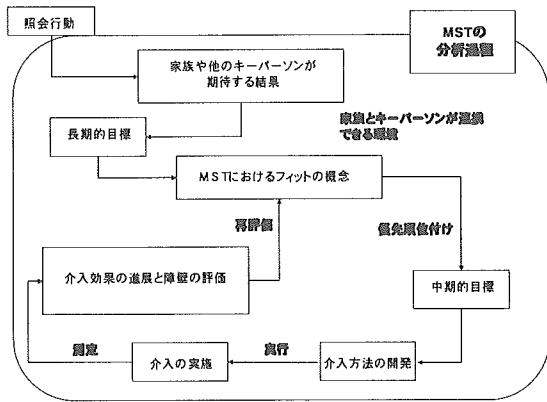 照会行動
MSTの
分析過程
家族や他のキーパーソンが
期待する結果
家族とキーパーソンが連携
できる環境
長期的目標
MSTにおけるフィットの概念
再評価
優先順位付け
介入効果の進展と障壁の評価
中期的目標
測定
介入の実施
実行
介入方法の開発